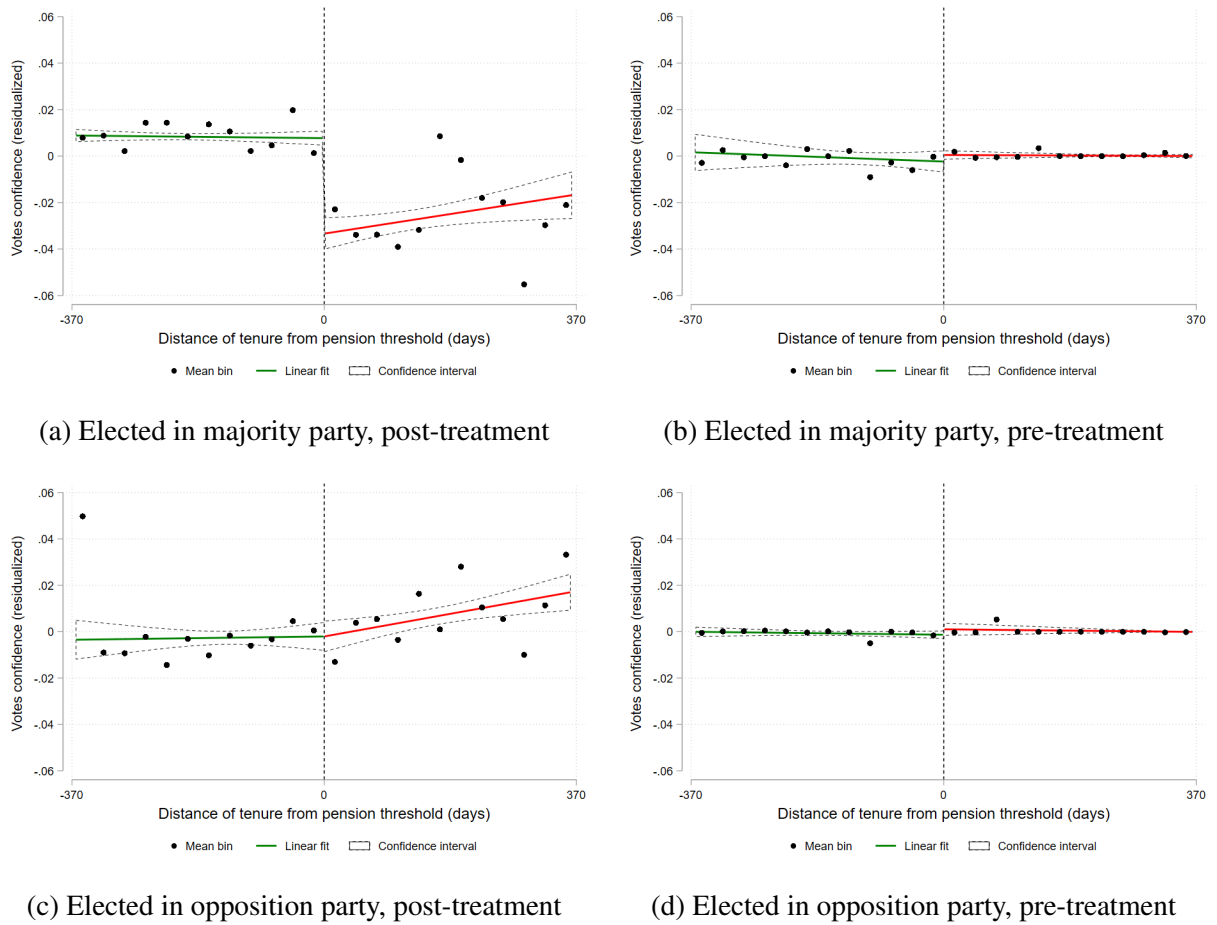 .06
.04
.02
0
-.02
-.04
-.06
Votes confidence (residualized)
-370
0
370
Distance of tenure from pension threshold (days)
Mean bin
Linear fit
Confidence interval
(a) Elected in majority party, post-treatment
.06
.04
.02
0
-.02
-.04
-.06
Votes confidence (residualized)
-370
0
370
Distance of tenure from pension threshold (days)
Mean bin
Linear fit
Confidence interval
(b) Elected in majority party, pre-treatment
.06
.04
.02
0
-.02
-.04
-.06
Votes confidence (residualized)
-370
0
370
Distance of tenure from pension threshold (days)
Mean bin
Linear fit
Confidence interval
(c) Elected in opposition party, post-treatment
.06
.04
.02
0
-.02
-.04
-.06
Votes confidence (residualized)
-370
0
370
Distance of tenure from pension threshold (days)
Mean bin
Linear fit
Confidence interval
(d) Elected in opposition party, pre-treatment